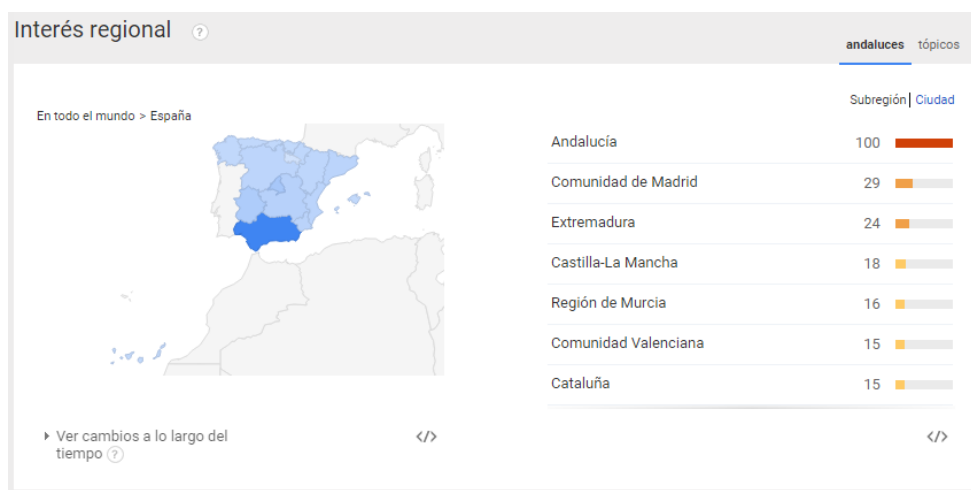 Interés regional ?
andaluces tópicos
Subregión | Ciudad
En todo el mundo > España
Andalucía 100
Comunidad de Madrid 29
Extremadura 24
Castilla-La Mancha 18
Región de Murcia 16
Comunidad Valenciana 15
Cataluña 15
Ver cambios a lo largo del
tiempo ?
</>
</>